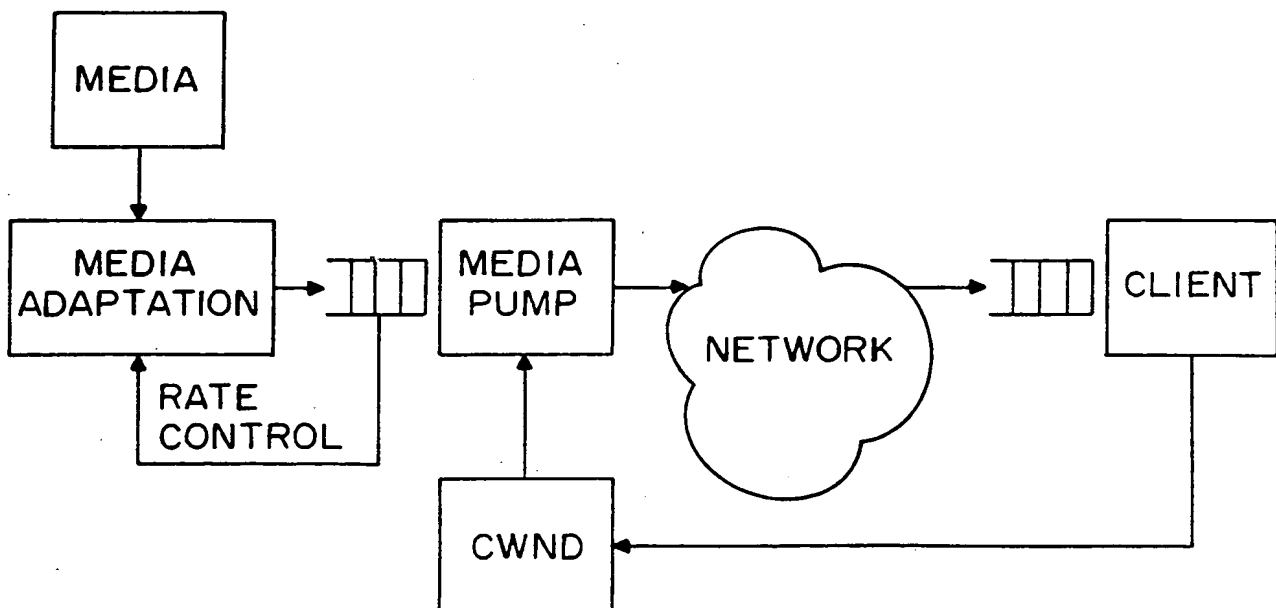 MEDIA
MEDIA
ADAPTATION
MEDIA
PUMP
NETWORK
CLIENT
RATE
CONTROL
CWND